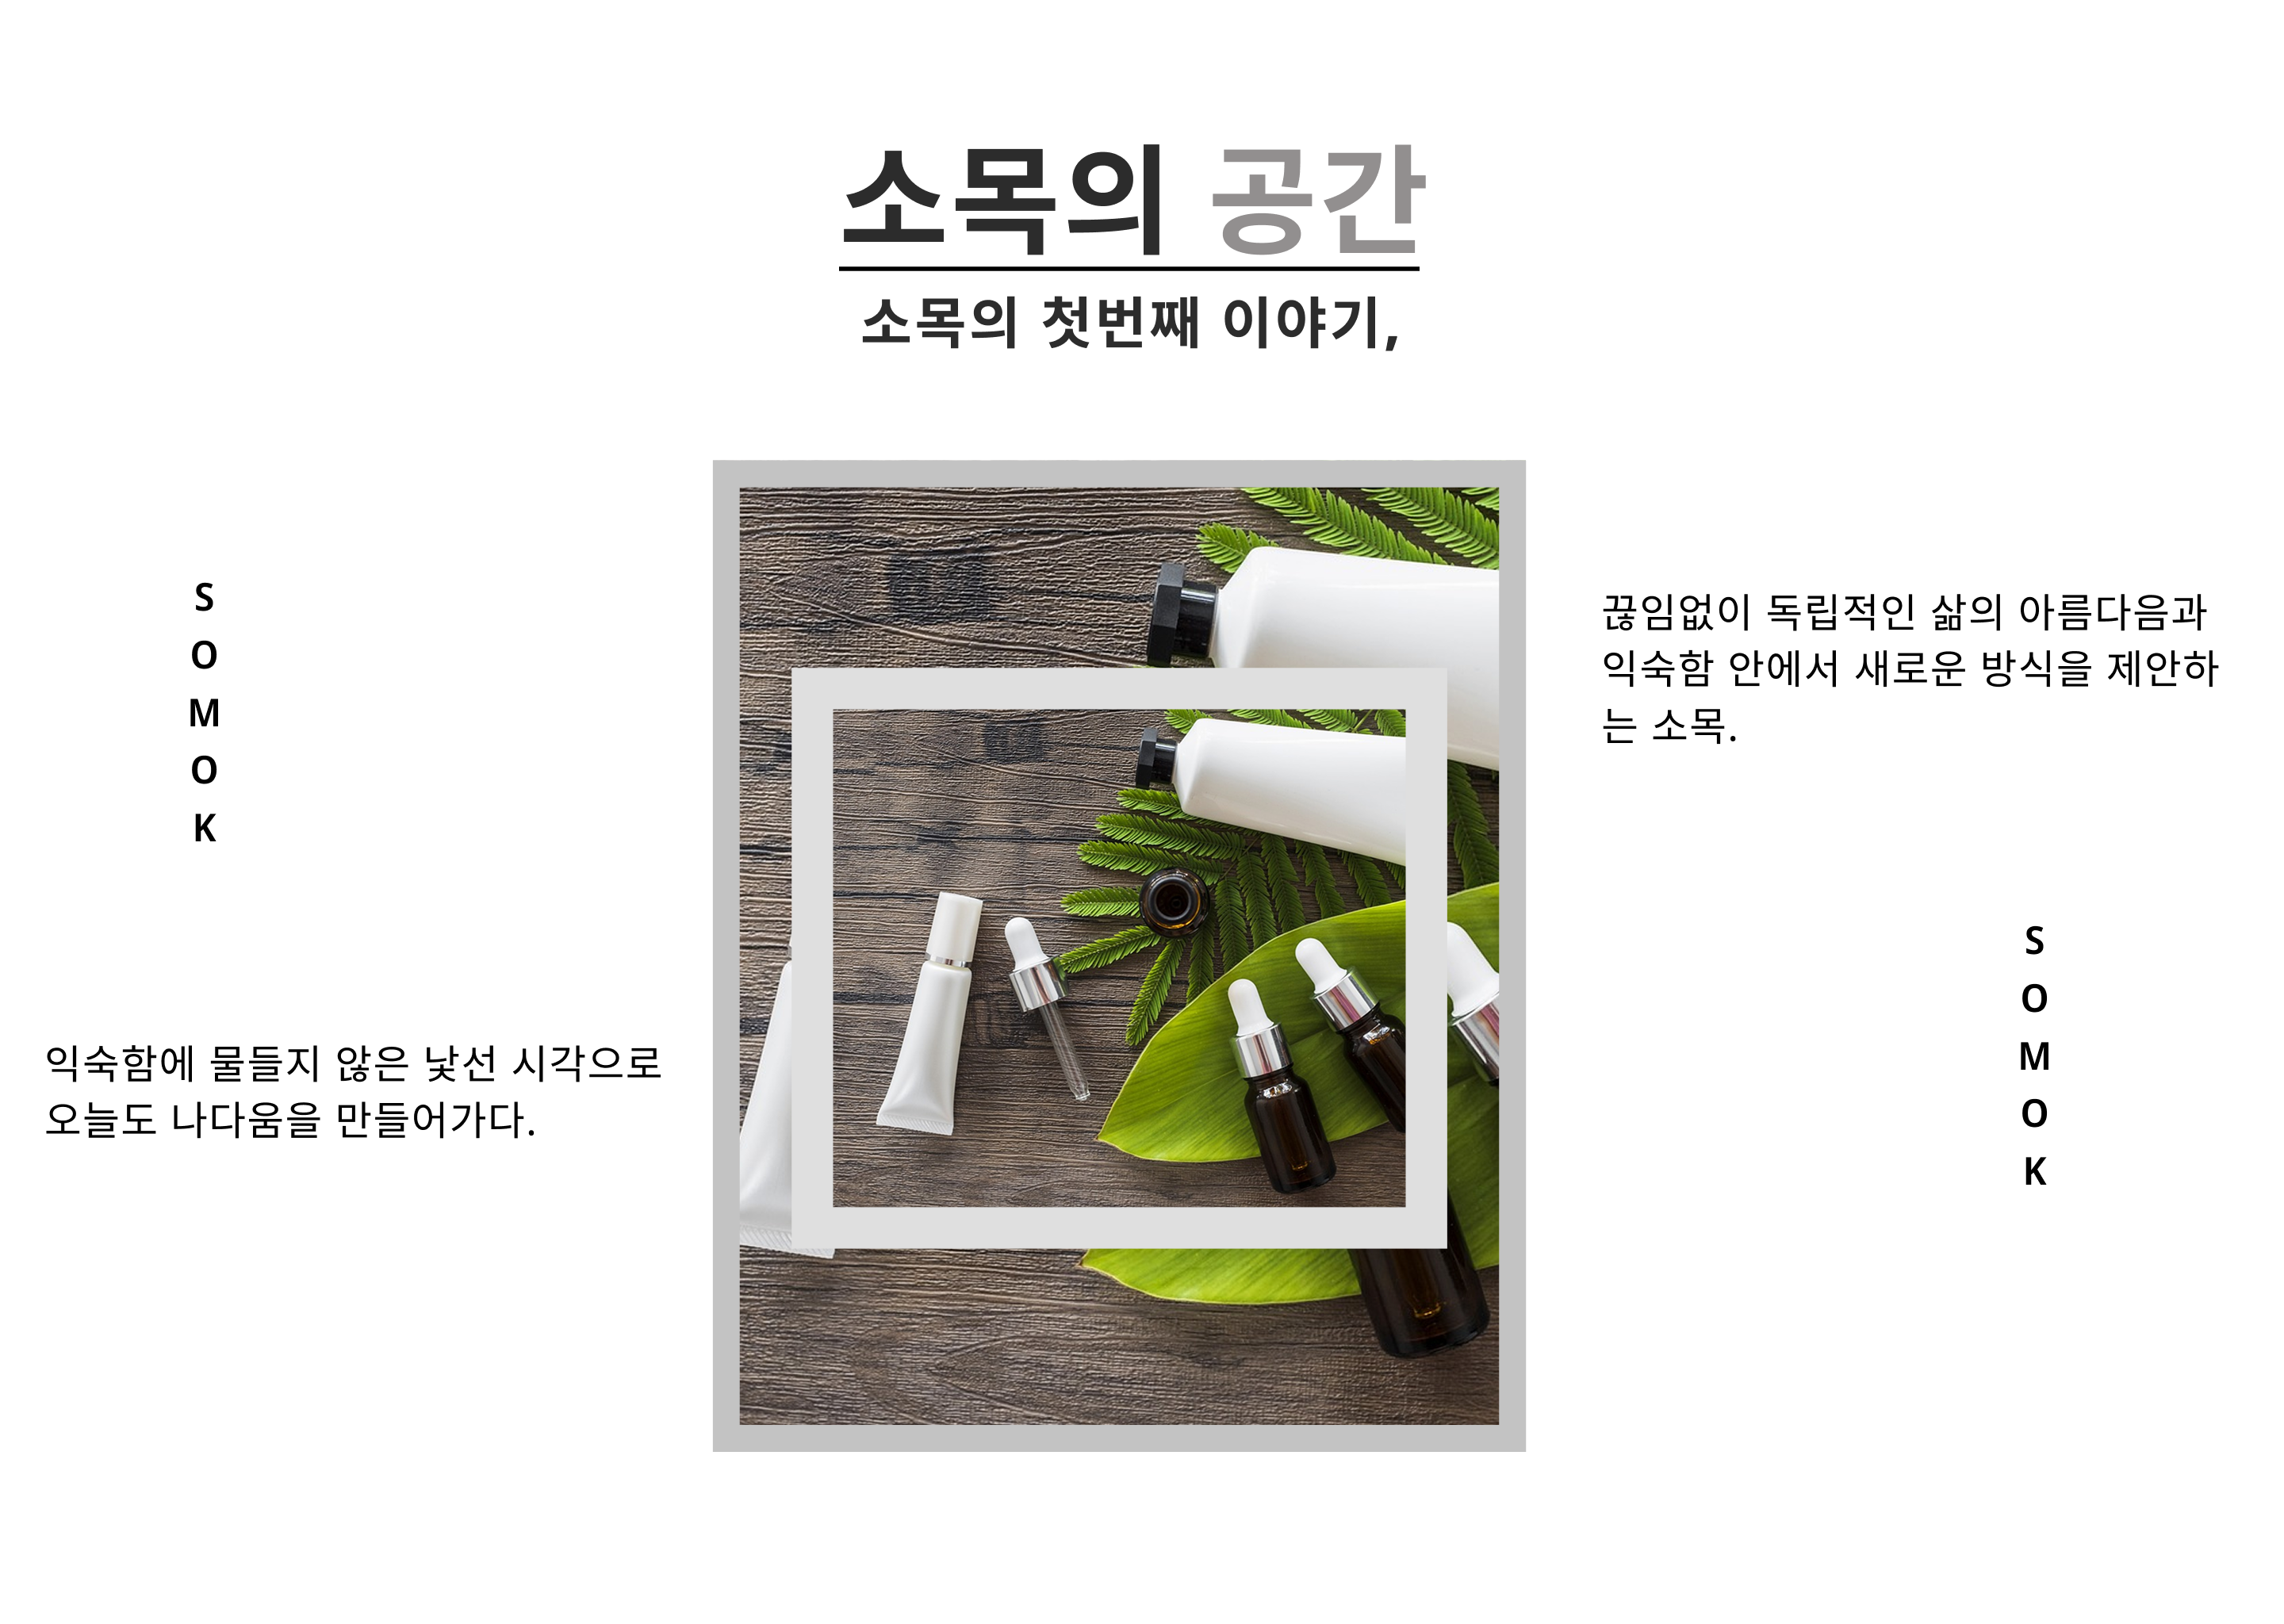 소목의 공간
소목의 첫번째 이야기,
S
O
M
O
K
익숙함에 물들지 않은 낯선 시각으로
오늘도 나다움을 만들어가다.
끊임없이 독립적인 삶의 아름다움과
익숙함 안에서 새로운 방식을 제안하
는 소목.
S
O
M
O
K